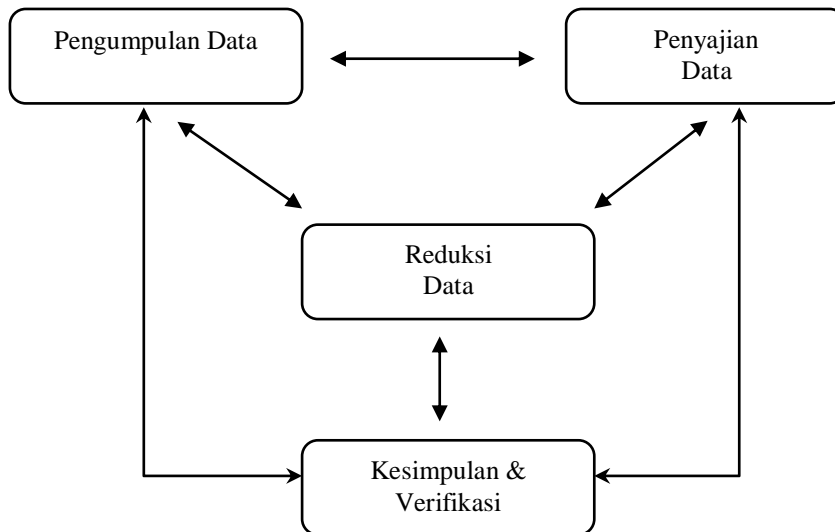 Pengumpulan Data
Penyajian
Data
Reduksi
Data
Kesimpulan &
Verifikasi